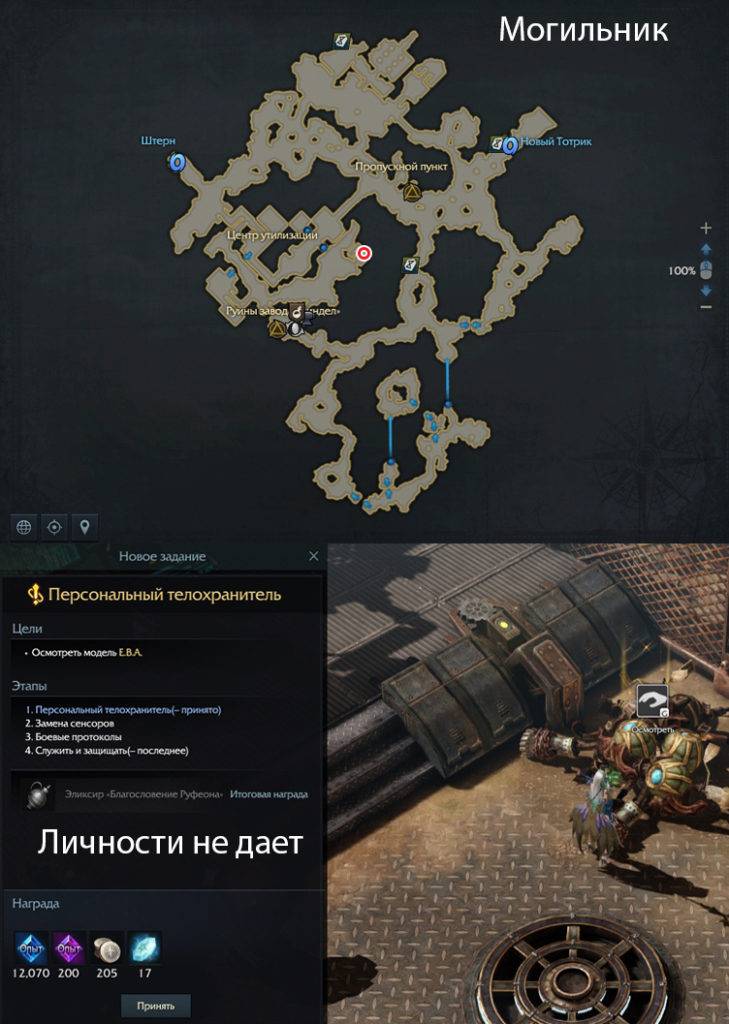 Могильник
Штерн
Новый Тотрик
Пропускной пункт
Центр утилизации
100%
Новое задание
Персональный телохранитель
Цели
• Осмотреть модель Е.В.А.
Этапы
1. Персональный телохранитель(– принято)
2. Замена сенсоров
3. Боевые протоколы
4. Служить и защищать(– последнее)
Эликсир «Благословение Руфеона» Итоговая награда
Личности не дает
Награда
Опыт Опыт
12,070 200 205 17
Принять
G
Осмотреть